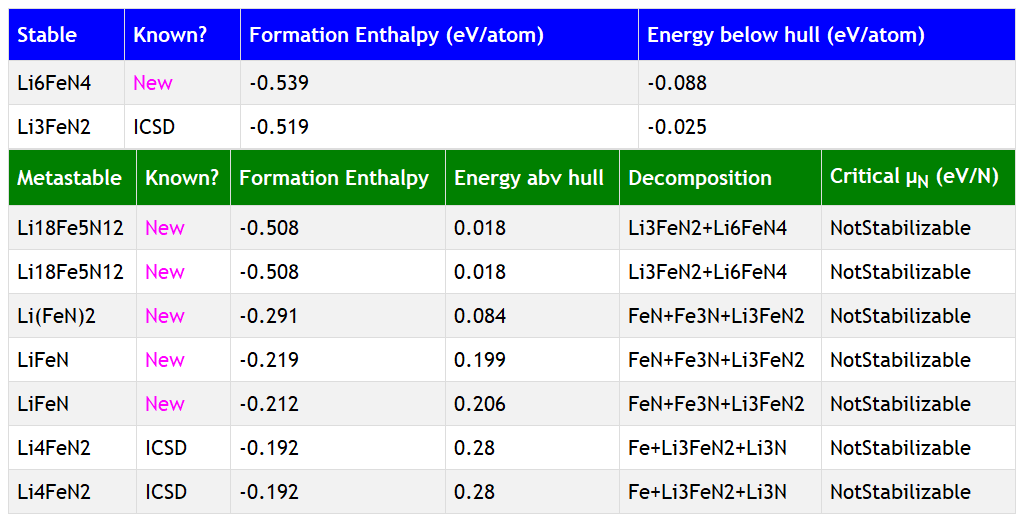 Stable Known? Formation Enthalpy (eV/atom) Energy below hull (eV/atom)
Li6FeN4 New -0.539 -0.088
Li3FeN2 ICSD -0.519 -0.025
Metastable Known? Formation Enthalpy Energy abv hull Decomposition Critical μN (eV/N)
Li18Fe5N12 New -0.508 0.018 Li3FeN2+Li6FeN4 NotStabilizable
Li18Fe5N12 New -0.508 0.018 Li3FeN2+Li6FeN4 NotStabilizable
Li(FeN)2 New -0.291 0.084 FeN+Fe3N+Li3FeN2 NotStabilizable
LiFeN New -0.219 0.199 FeN+Fe3N+Li3FeN2 NotStabilizable
LiFeN New -0.212 0.206 FeN+Fe3N+Li3FeN2 NotStabilizable
Li4FeN2 ICSD -0.192 0.28 Fe+Li3FeN2+Li3N NotStabilizable
Li4FeN2 ICSD -0.192 0.28 Fe+Li3FeN2+Li3N NotStabilizable